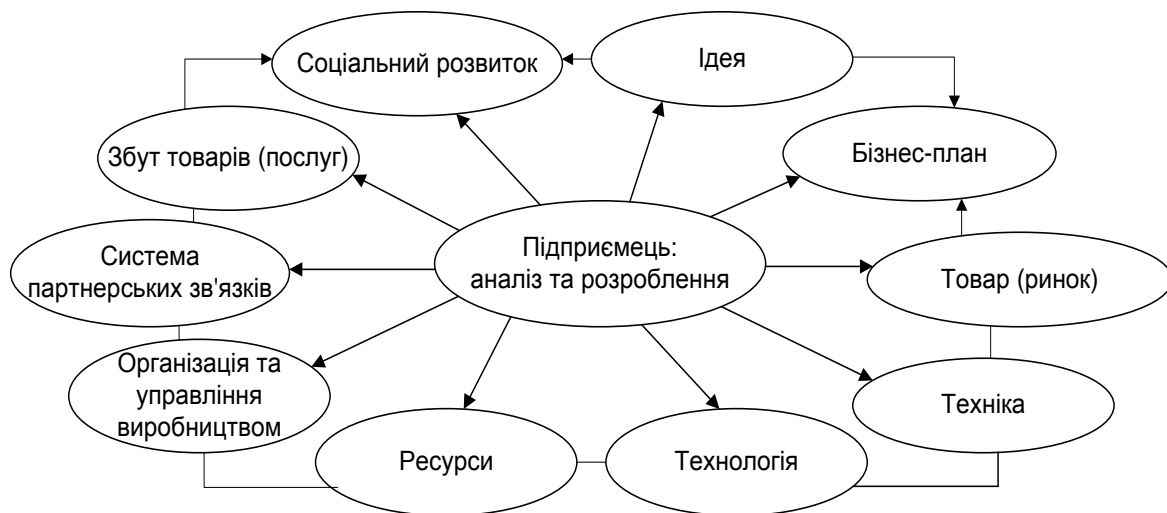 Соціальний розвиток
Ідея
Збут товарів (послуг)
Бізнес-план
Система
партнерських зв'язків
Підприємець:
аналіз та розроблення
Товар (ринок)
Організація та
управління
виробництвом
Техніка
Ресурси
Технологія